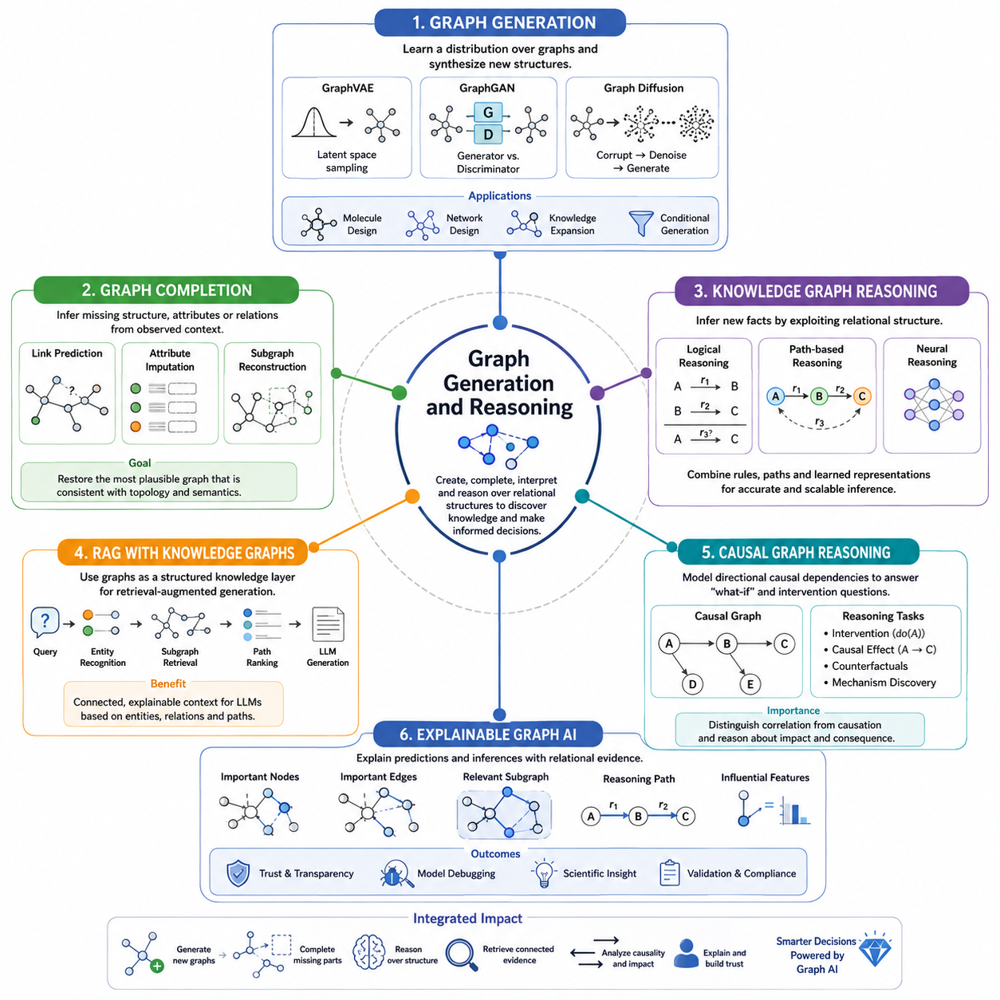 1. GRAPH GENERATION
Learn a distribution over graphs and
synthesize new structures.
GraphVAE
Latent space
sampling
GraphGAN
G
D
Generator vs.
Discriminator
Graph Diffusion
Corrupt → Denoise
→ Generate
Applications
Molecule
Design
Network
Design
Knowledge
Expansion
Conditional
Generation
2. GRAPH COMPLETION
Infer missing structure, attributes or relations
from observed context.
Link Prediction
?
Attribute
Imputation
Subgraph
Reconstruction
Goal
Restore the most plausible graph that is
consistent with topology and semantics.
Graph
Generation
and Reasoning
Create, complete, interpret
and reason over relational
structures to discover
knowledge and make
informed decisions.
3. KNOWLEDGE GRAPH REASONING
Infer new facts by exploiting relational structure.
Logical
Reasoning
A r₁ B
B r₂ C
A r₃? C
Path-based
Reasoning
A r₁ B r₂ C
r₃
Neural
Reasoning
Combine rules, paths and learned representations
for accurate and scalable inference.
4. RAG WITH KNOWLEDGE GRAPHS
Use graphs as a structured knowledge layer
for retrieval-augmented generation.
?
Query
Entity
Recognition
Subgraph
Retrieval
Path
Ranking
LLM
Generation
Benefit
Connected, explainable context for LLMs
based on entities, relations and paths.
5. CAUSAL GRAPH REASONING
Model directional causal dependencies to answer
“what-if” and intervention questions.
Causal Graph
A B C
D E
Reasoning Tasks
• Intervention (do(A))
• Causal Effect (A → C)
• Counterfactuals
• Mechanism Discovery
Importance
Distinguish correlation from causation
and reason about impact and consequence.
6. EXPLAINABLE GRAPH AI
Explain predictions and inferences with relational evidence.
Important Nodes
Important Edges
Relevant Subgraph
Reasoning Path
A r₁ B r₂ C
Influential Features
=
Outcomes
Trust & Transparency
Model Debugging
Scientific Insight
Validation & Compliance
Integrated Impact
Generate
new graphs
Complete
missing parts
Reason
over structure
Retrieve connected
evidence
Analyze causality
and impact
Explain and
build trust
Smarter Decisions
Powered by
Graph AI